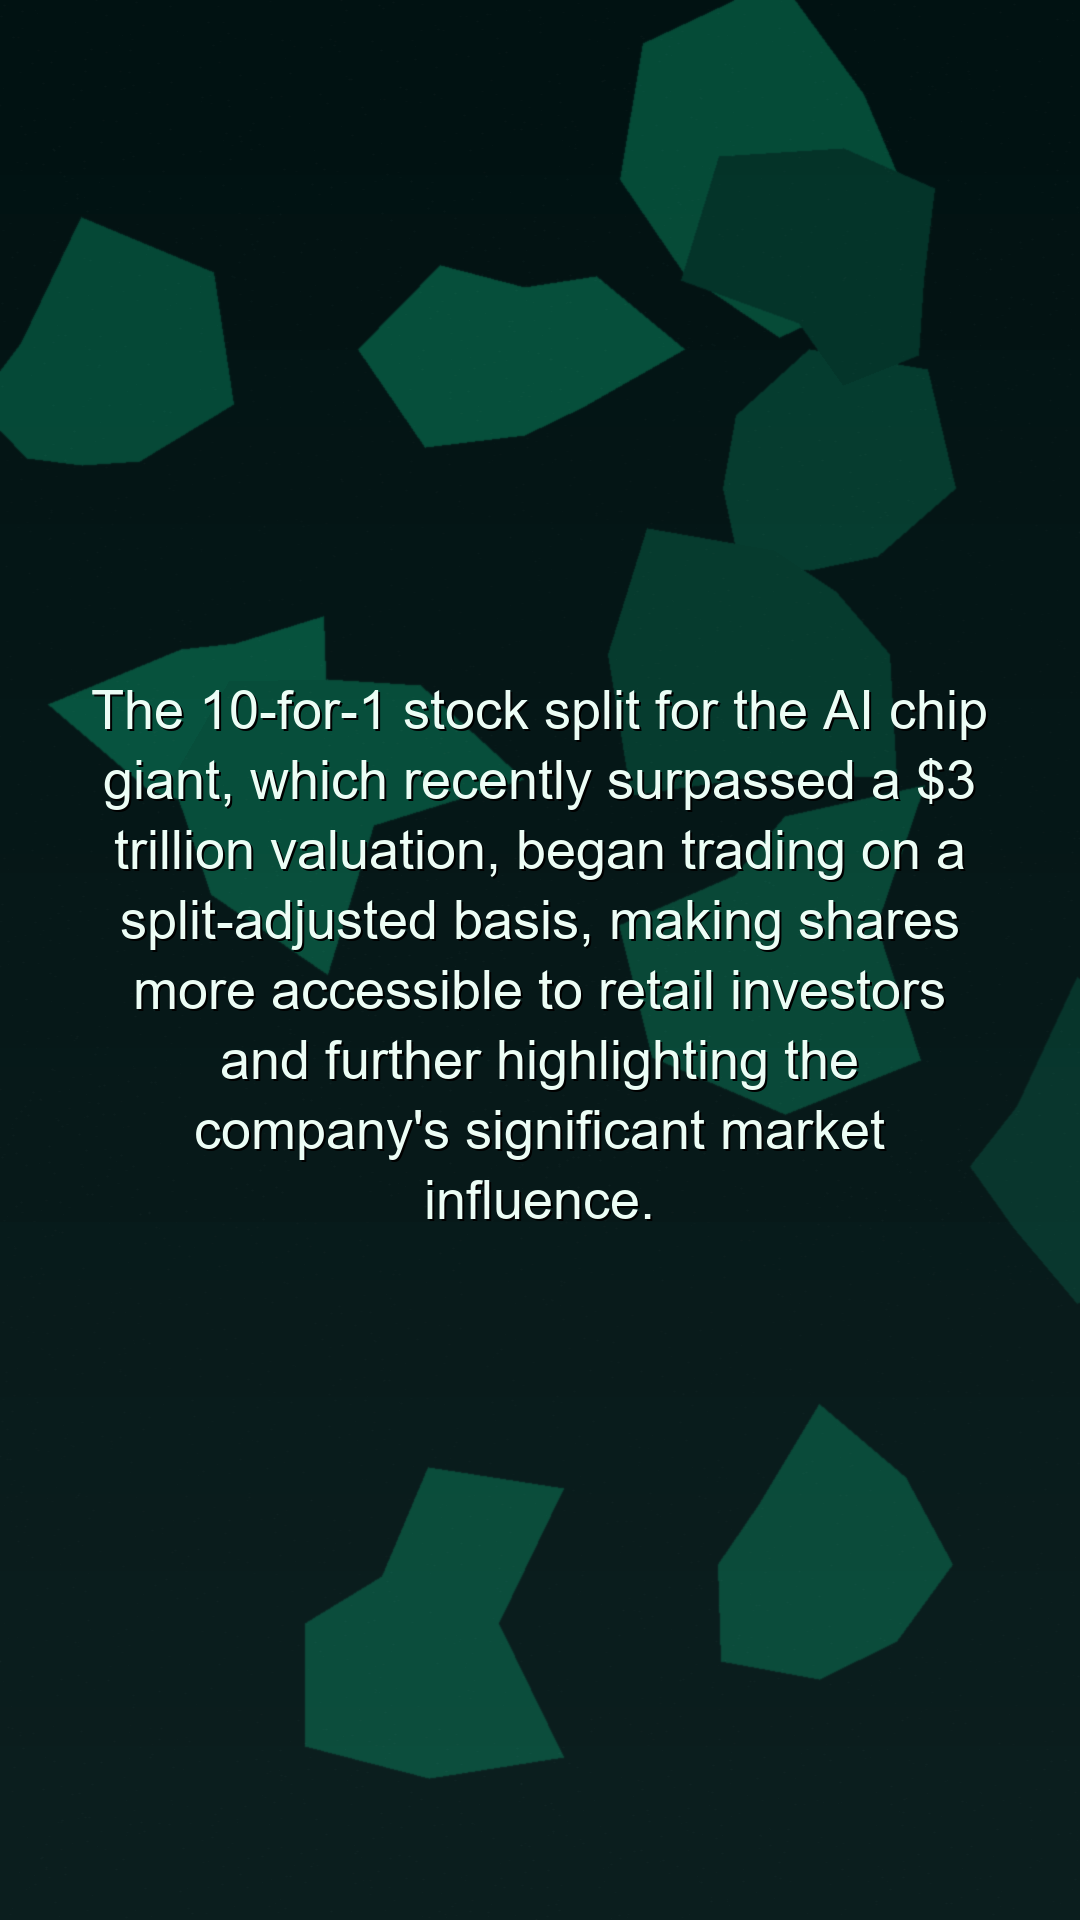 The 10-for-1 stock split for the AI chip
giant, which recently surpassed a $3
trillion valuation, began trading on a
split-adjusted basis, making shares
more accessible to retail investors
and further highlighting the
company's significant market
influence.